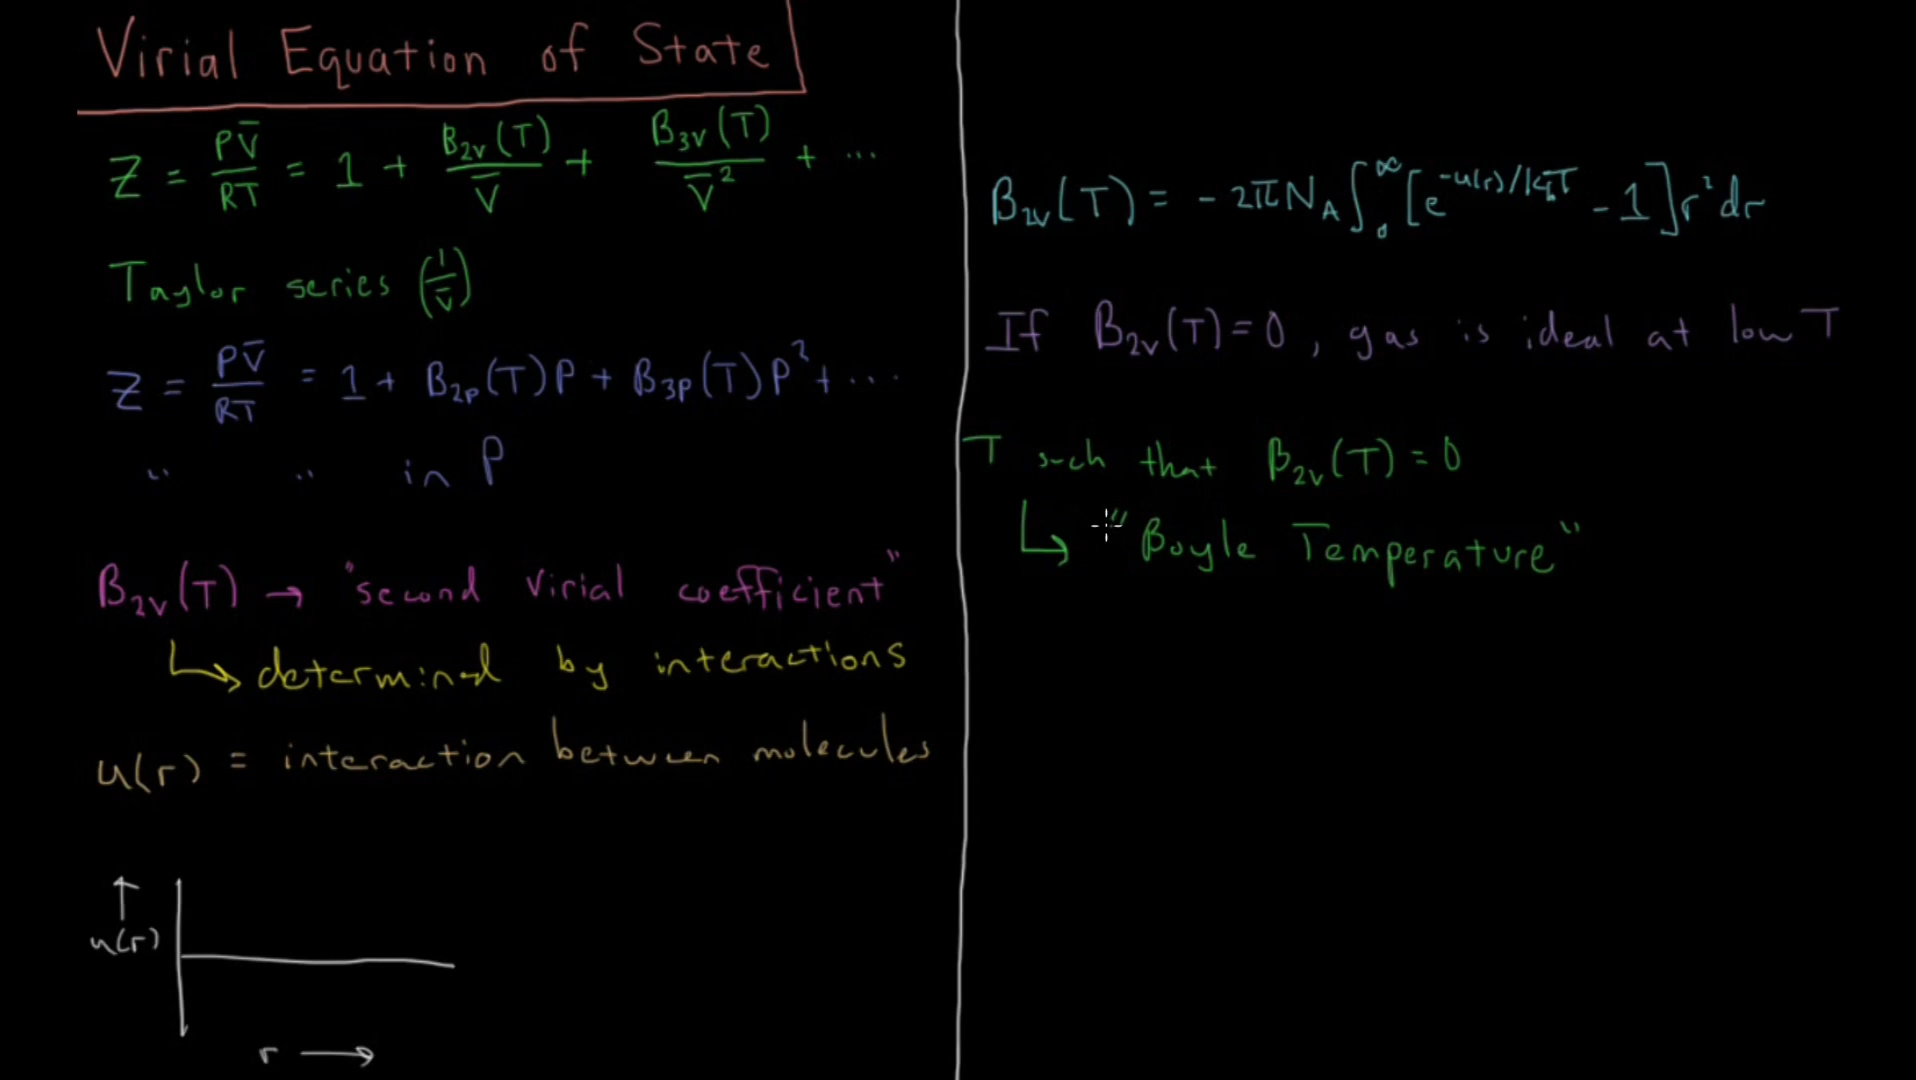 Virial Equation of State
Z = PV̄/RT = 1 + B₂ᵥ(T)/V̄ + B₃ᵥ(T)/V̄² + ...
Taylor series (1/V̄)
Z = PV̄/RT = 1 + B₂ₚ(T)P + B₃ₚ(T)P² + ....
" " in P
B₂ᵥ(T) → "second virial coefficient"
↳ determined by interactions
u(r) = interaction between molecules
↑
u(r)
r →
B₂ᵥ(T) = -2πN_A ∫₀^∞ [e^(-u(r)/k_bT) - 1] r² dr
If B₂ᵥ(T)=0, gas is ideal at low T
T such that B₂ᵥ(T) = 0
↳ "Boyle Temperature"